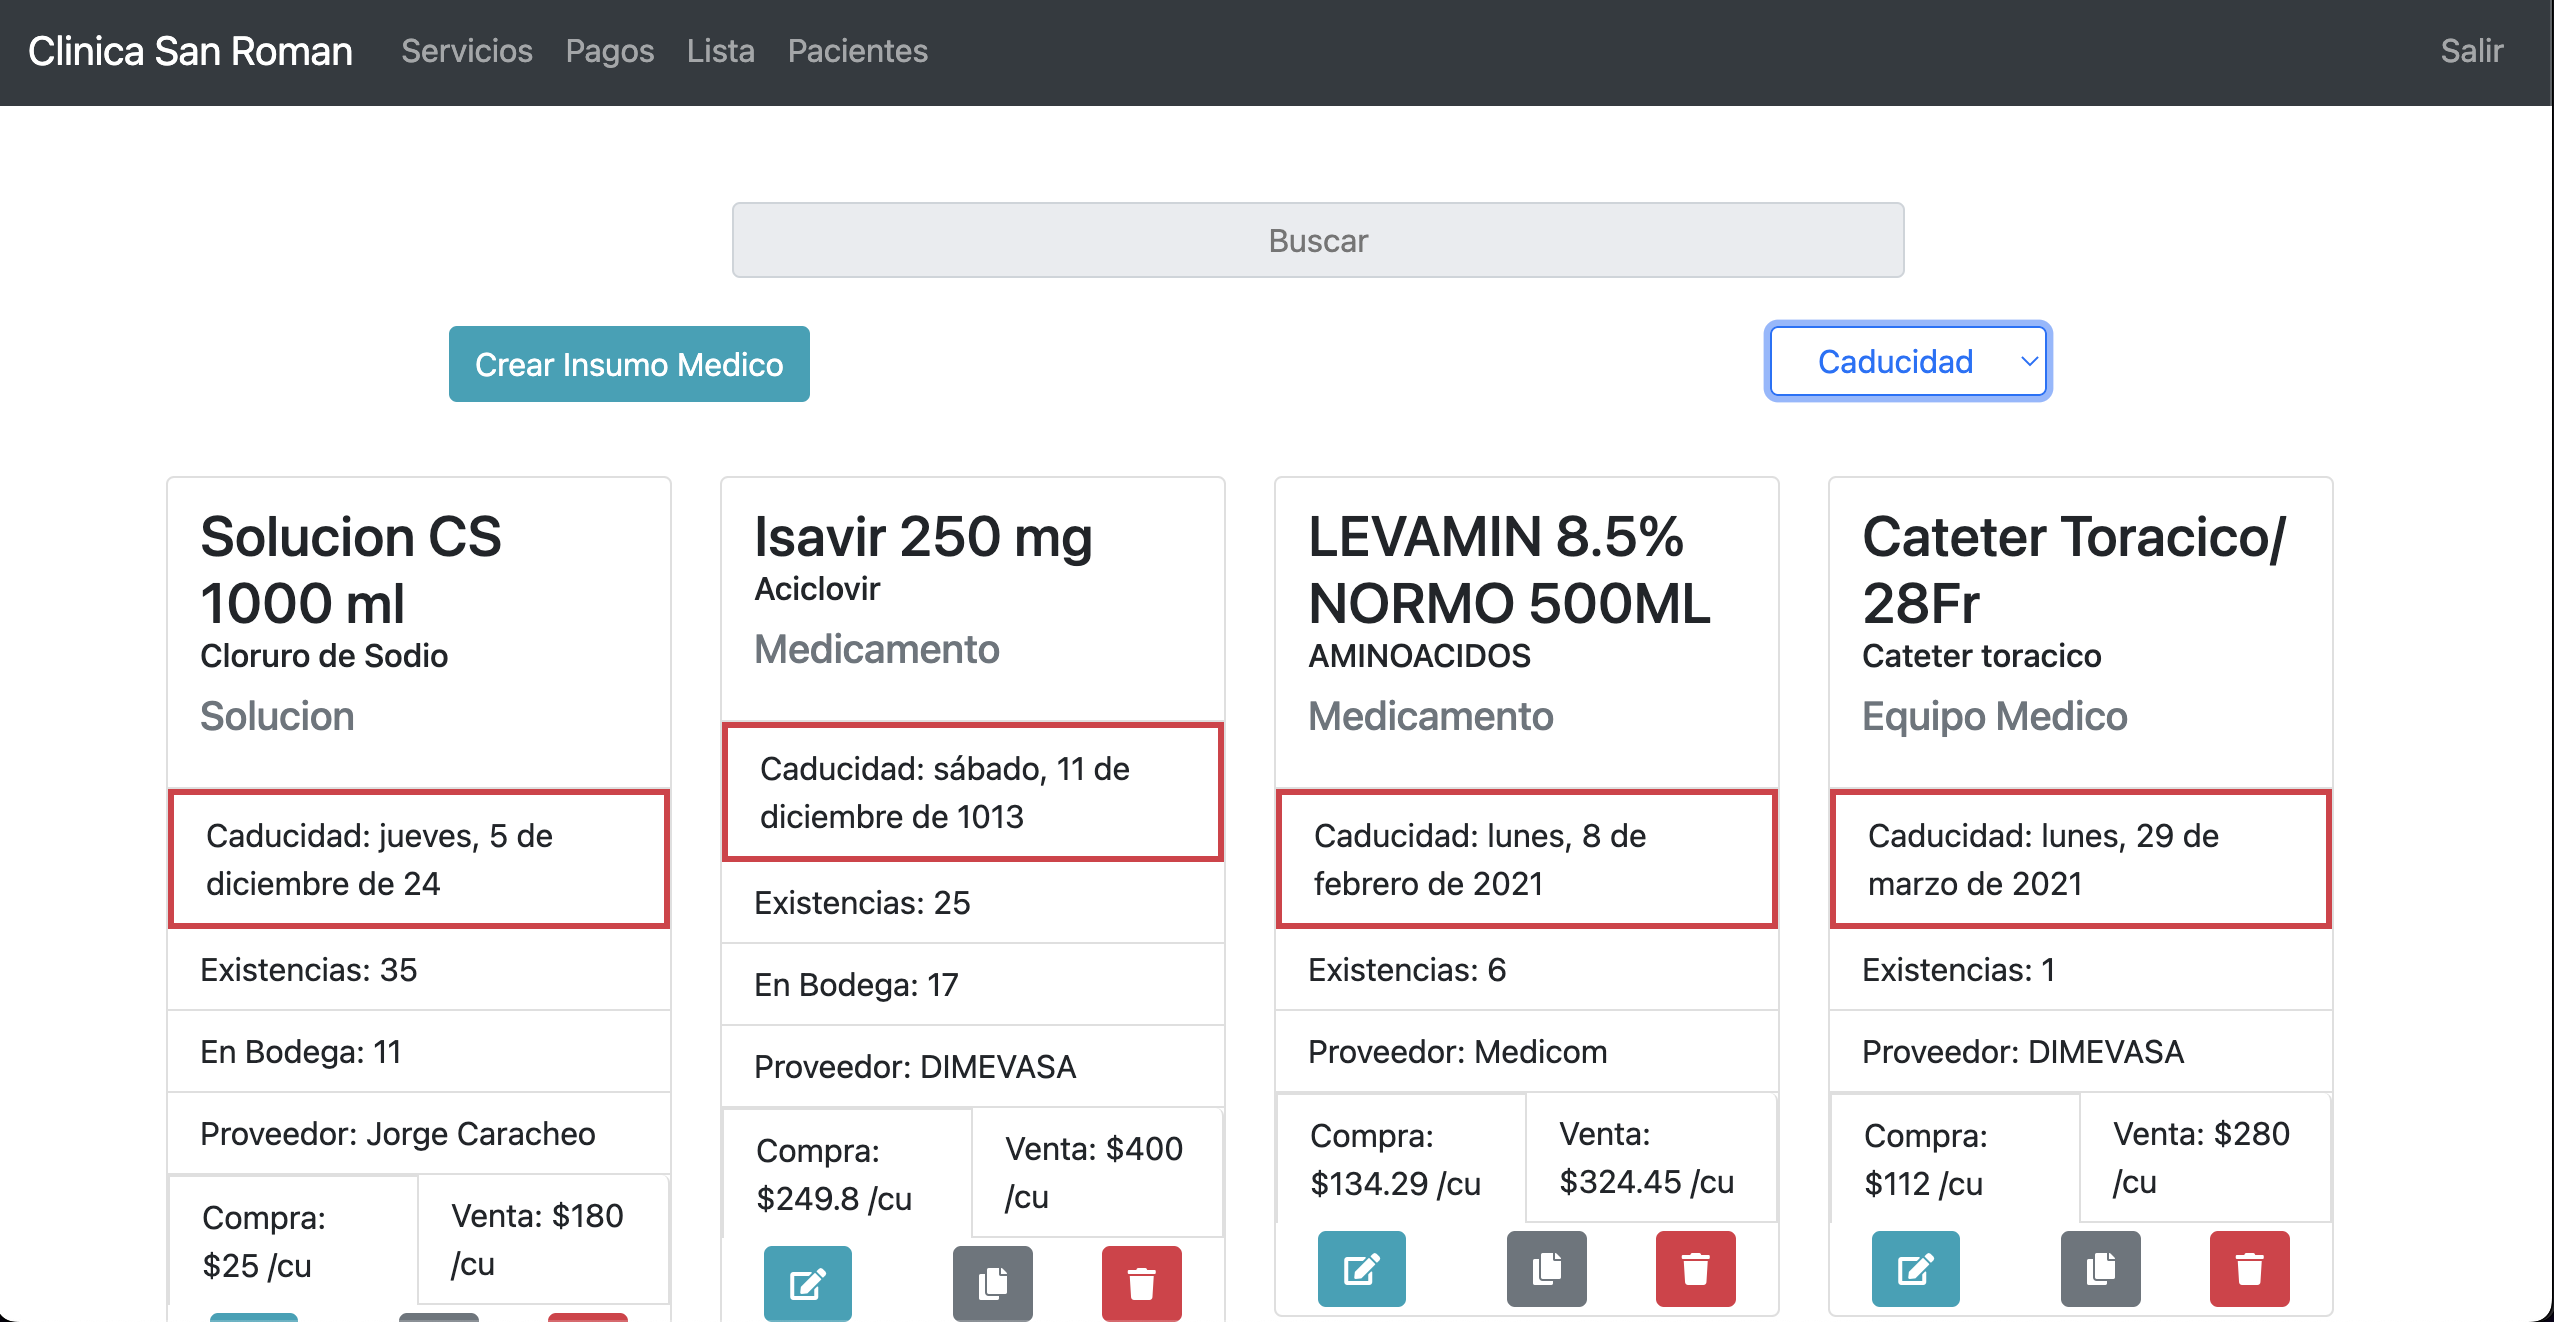 Clinica San Roman Servicios Pagos Lista Pacientes Salir
Buscar
Crear Insumo Medico
Caducidad
Solucion CS
1000 ml
Cloruro de Sodio
Solucion
Caducidad: jueves, 5 de
diciembre de 24
Existencias: 35
En Bodega: 11
Proveedor: Jorge Caracheo
Compra:
$25 /cu
Venta: $180
/cu
Isavir 250 mg
Aciclovir
Medicamento
Caducidad: sábado, 11 de
diciembre de 1013
Existencias: 25
En Bodega: 17
Proveedor: DIMEVASA
Compra:
$249.8 /cu
Venta: $400
/cu
LEVAMIN 8.5%
NORMO 500ML
AMINOACIDOS
Medicamento
Caducidad: lunes, 8 de
febrero de 2021
Existencias: 6
Proveedor: Medicom
Compra:
$134.29 /cu
Venta:
$324.45 /cu
Cateter Toracico/
28Fr
Cateter toracico
Equipo Medico
Caducidad: lunes, 29 de
marzo de 2021
Existencias: 1
Proveedor: DIMEVASA
Compra:
$112 /cu
Venta: $280
/cu